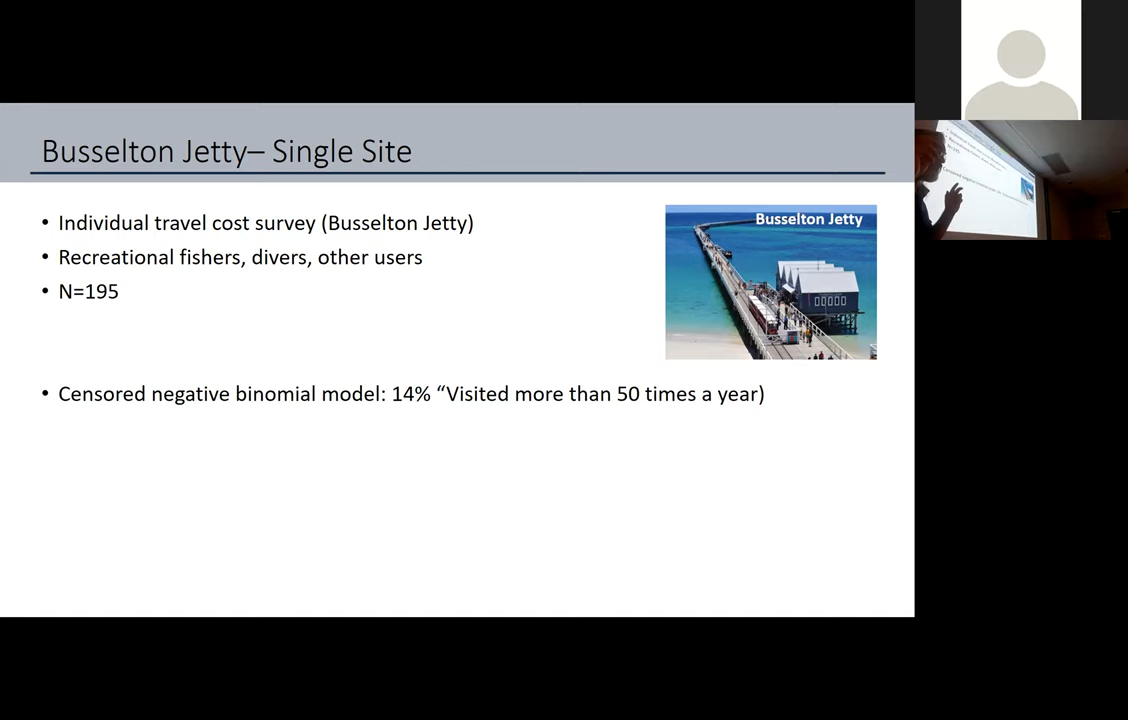 Busselton Jetty– Single Site
• Individual travel cost survey (Busselton Jetty)
• Recreational fishers, divers, other users
• N=195
Busselton Jetty
• Censored negative binomial model: 14% “Visited more than 50 times a year)